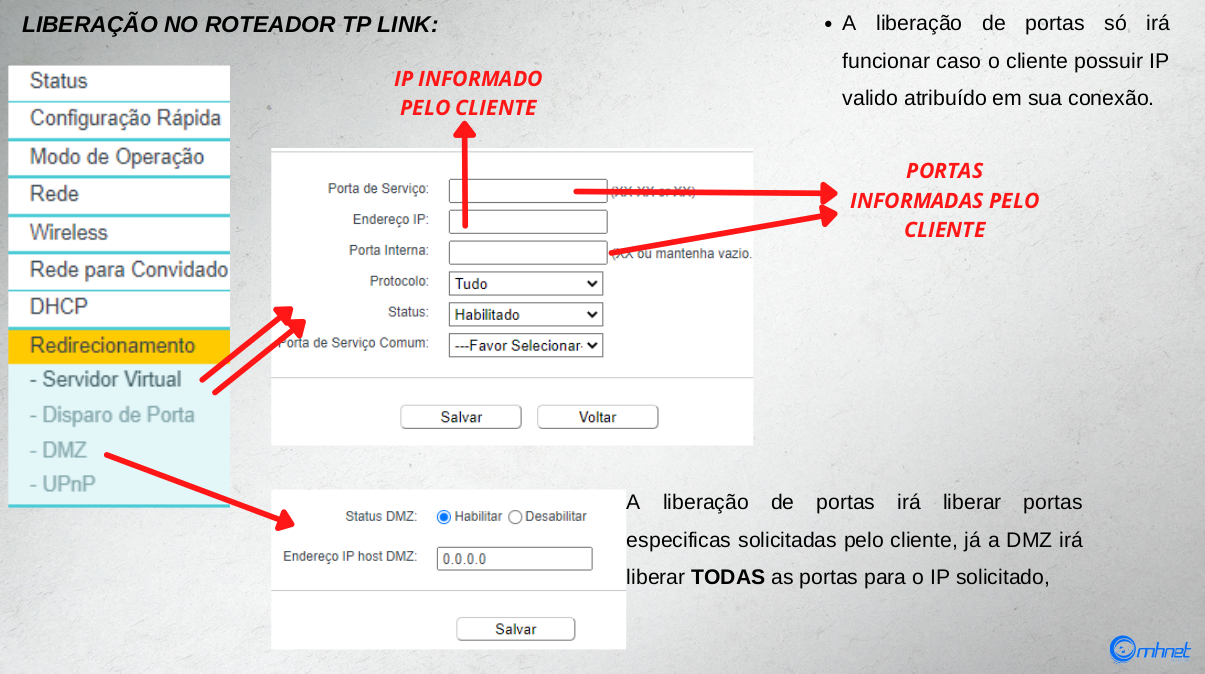 LIBERAÇÃO NO ROTEADOR TP LINK:
• A liberação de portas só irá
funcionar caso o cliente possuir IP
valido atribuído em sua conexão.
Status
Configuração Rápida
Modo de Operação
Rede
Wireless
Rede para Convidado
DHCP
Redirecionamento
- Servidor Virtual
- Disparo de Porta
- DMZ
- UPnP
IP INFORMADO
PELO CLIENTE
PORTAS
INFORMADAS PELO
CLIENTE
Porta de Serviço: (XX-XX or XX)
Endereço IP:
Porta Interna: (XX ou mantenha vazio.
Protocolo: Tudo
Status: Habilitado
Porta de Serviço Comum: ---Favor Selecionar-
Salvar Voltar
Status DMZ: Habilitar Desabilitar
Endereço IP host DMZ: 0.0.0.0
Salvar
A liberação de portas irá liberar portas
especificas solicitadas pelo cliente, já a DMZ irá
liberar TODAS as portas para o IP solicitado,
mhnet